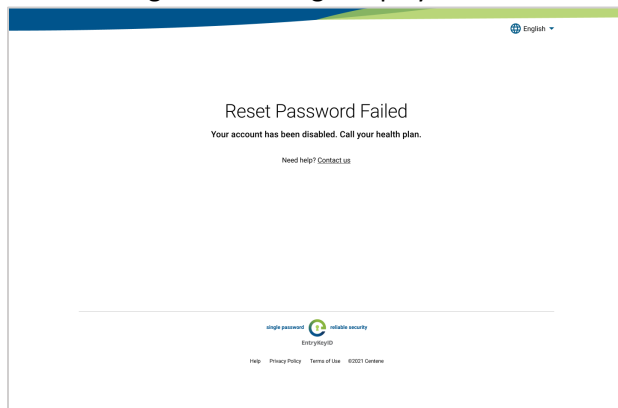 English
Reset Password Failed
Your account has been disabled. Call your health plan.
Need help? Contact us
single password reliable security
EntryKeyID
Help Privacy Policy Terms of Use ©2021 Centene